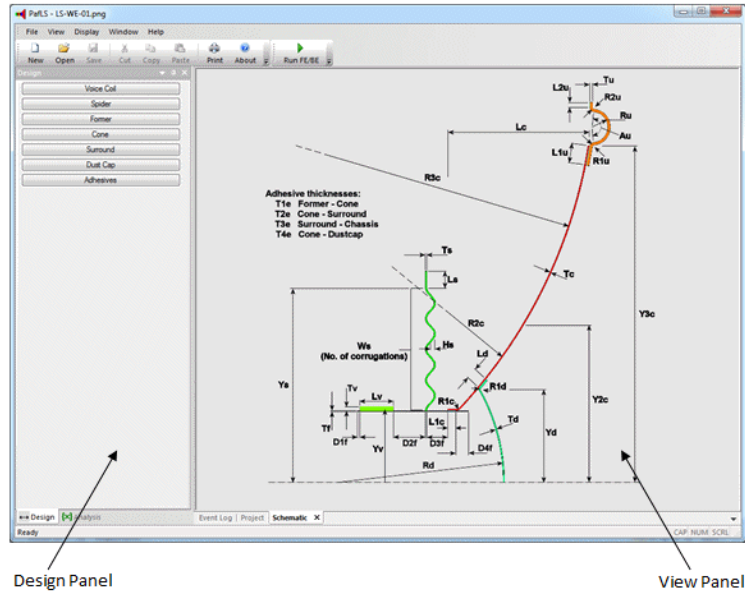 PafLS - LS-WE-01.png
File View Display Window Help
New Open Save Cut Copy Paste Print About Run FE/BE
Design
Voice Coil
Spider
Former
Cone
Surround
Dust Cap
Adhesives
Tu
L2u
R2u
Ru
Lc
Au
L1u
R1u
R3c
Adhesive thicknesses:
T1e Former - Cone
T2e Cone - Surround
T3e Surround - Chassis
T4e Cone - Dustcap
Ts
Ls
Tc
Y3c
R2c
Ws
(No. of corrugations)
Hs
Ld
Ys
Tv
Lv
R1c
R1d
Y2c
Tf
L1c
Td
D1f
Yv
D2f
D3f
D4f
Yd
Rd
Design Analysis
Event Log Project Schematic X
Ready
CAP NUM SCRL
Design Panel
View Panel